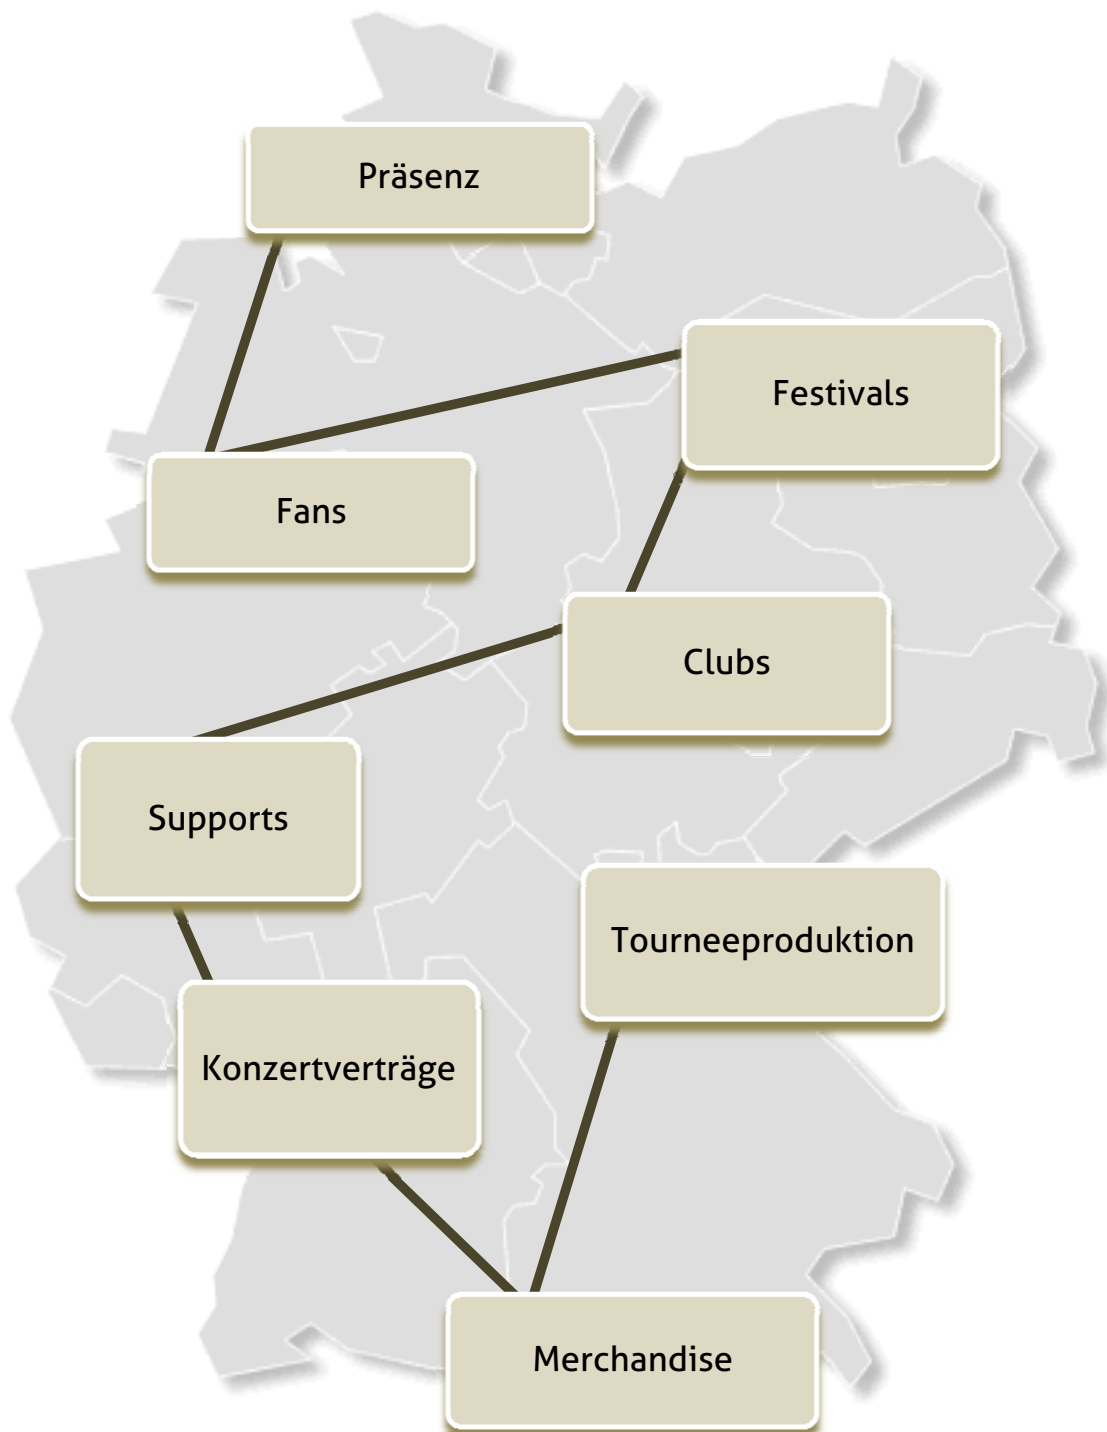 Präsenz
Festivals
Fans
Clubs
Supports
Tourneeproduktion
Konzertverträge
Merchandise